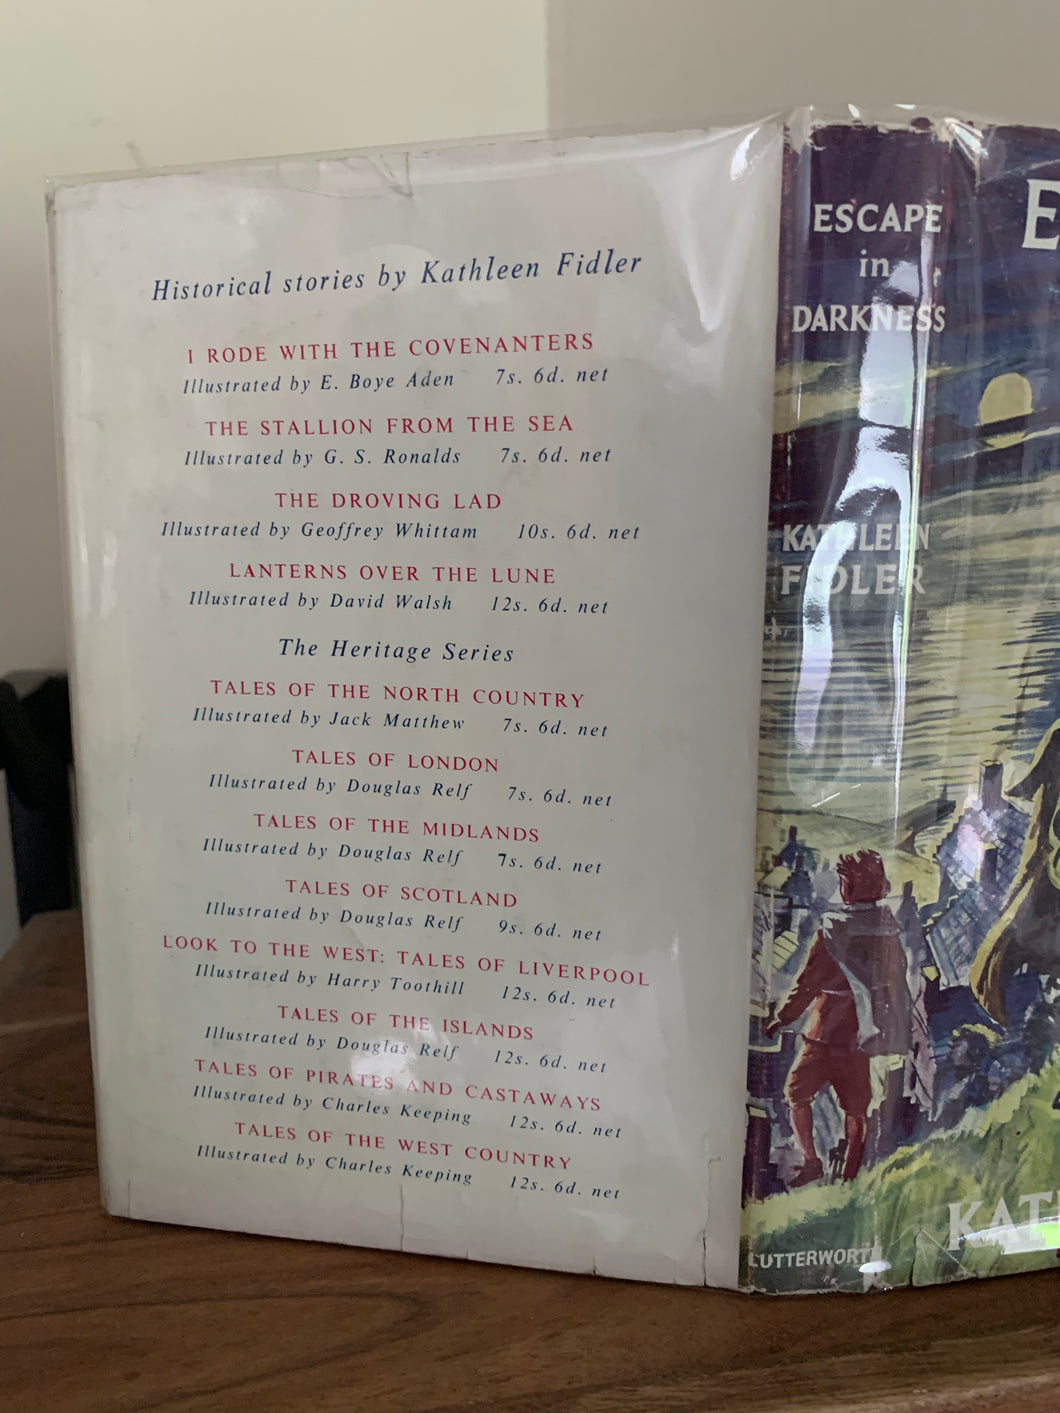 Historical stories by Kathleen Fidler
I RODE WITH THE COVENANTERS
Illustrated by E. Boye Aden 7s. 6d. net
THE STALLION FROM THE SEA
Illustrated by G. S. Ronalds 7s. 6d. net
THE DROVING LAD
Illustrated by Geoffrey Whittam 10s. 6d. net
LANTERNS OVER THE LUNE
Illustrated by David Walsh 12s. 6d. net
The Heritage Series
TALES OF THE NORTH COUNTRY
Illustrated by Jack Matthew 7s. 6d. net
TALES OF LONDON
Illustrated by Douglas Relf 7s. 6d. net
TALES OF THE MIDLANDS
Illustrated by Douglas Relf 7s. 6d. net
TALES OF SCOTLAND
Illustrated by Douglas Relf 9s. 6d. net
LOOK TO THE WEST: TALES OF LIVERPOOL
Illustrated by Harry Toothill 12s. 6d. net
TALES OF THE ISLANDS
Illustrated by Douglas Relf 12s. 6d. net
TALES OF PIRATES AND CASTAWAYS
Illustrated by Charles Keeping 12s. 6d. net
TALES OF THE WEST COUNTRY
Illustrated by Charles Keeping 12s. 6d. net
ESCAPE
in
DARKNESS
KATHLEEN
FIDLER
LUTTERWORTH
E
KAT